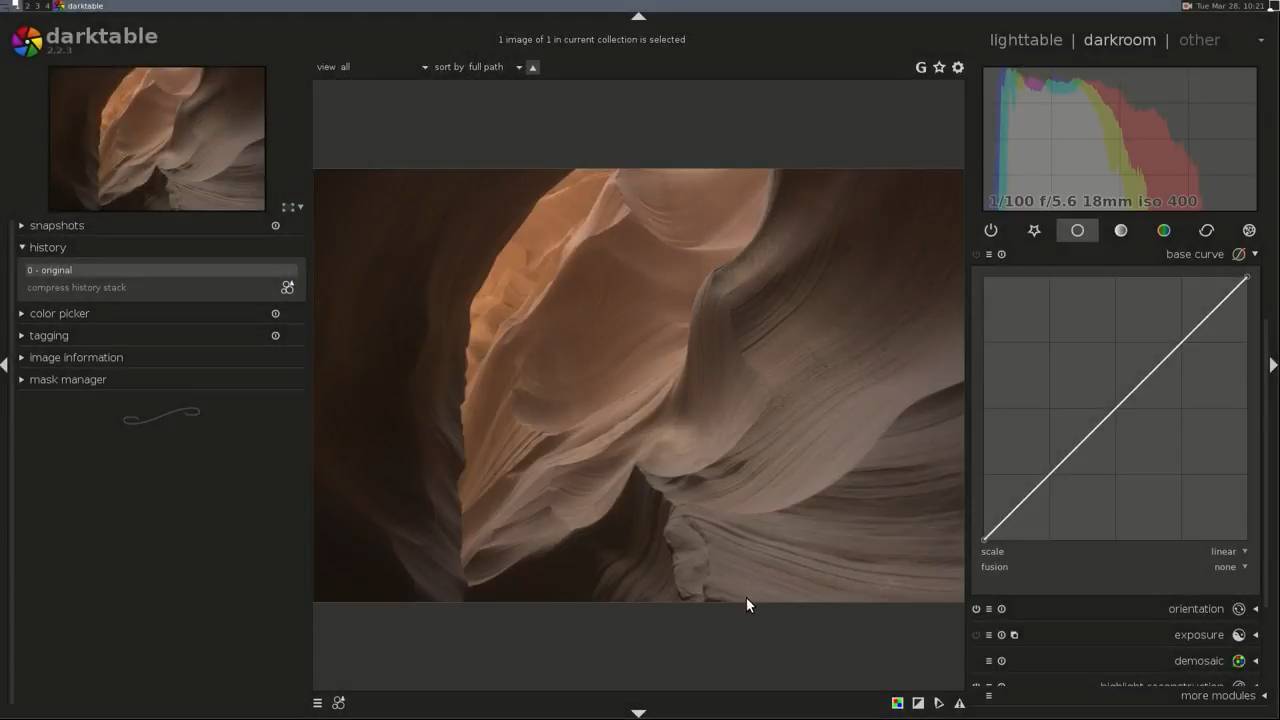 1 2 3 4 darktable
Tue Mar 28, 10:21
darktable
2.2.3
1 image of 1 in current collection is selected
lighttable | darkroom | other
view all
sort by full path
G
1/100 f/5.6 18mm iso 400
snapshots
history
0 - original
compress history stack
color picker
tagging
image information
mask manager
base curve
scale
linear
fusion
none
orientation
exposure
demosaic
highlight reconstruction
more modules